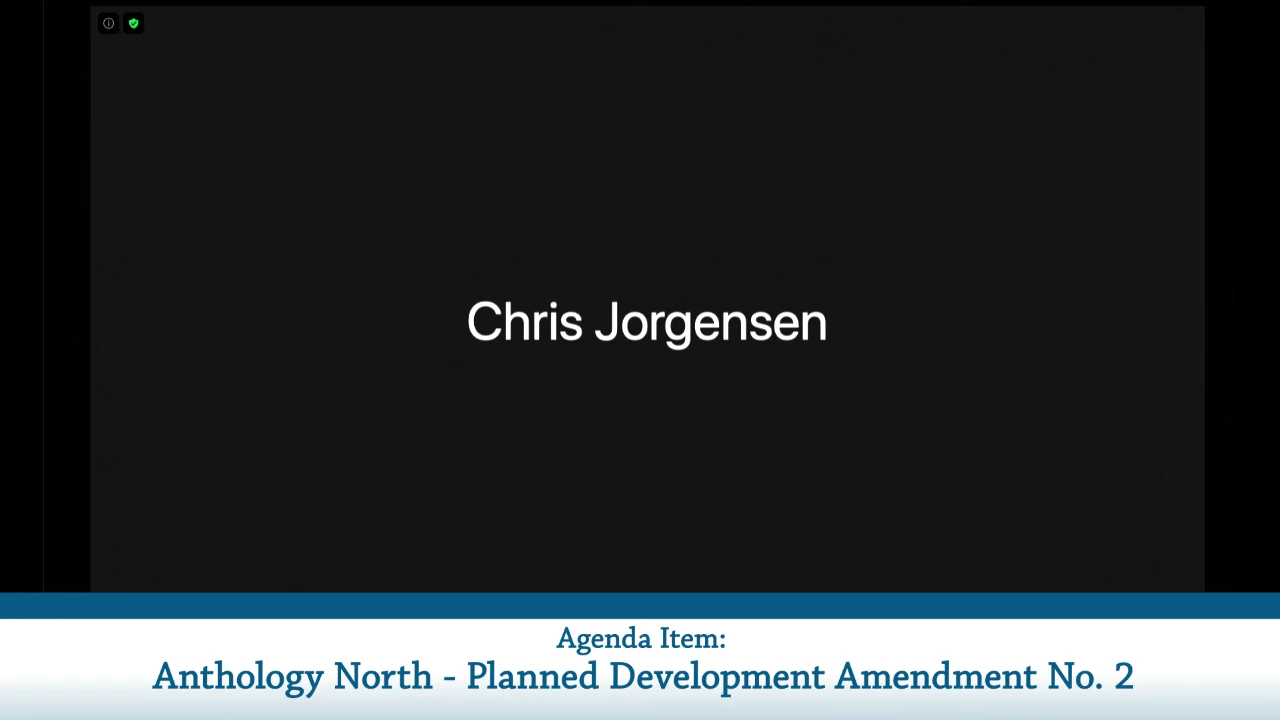 Chris Jorgensen
Agenda Item:
Anthology North - Planned Development Amendment No. 2